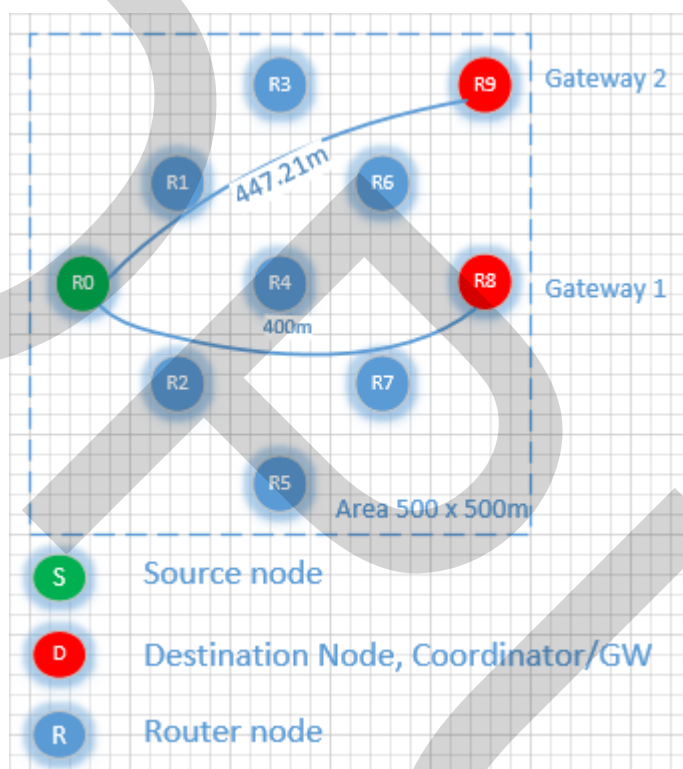 R3
R9
Gateway 2
447.21m
R1
R6
R0
R4
R8
Gateway 1
400m
R2
R7
R5
Area 500 x 500m
S Source node
D Destination Node, Coordinator/GW
R Router node